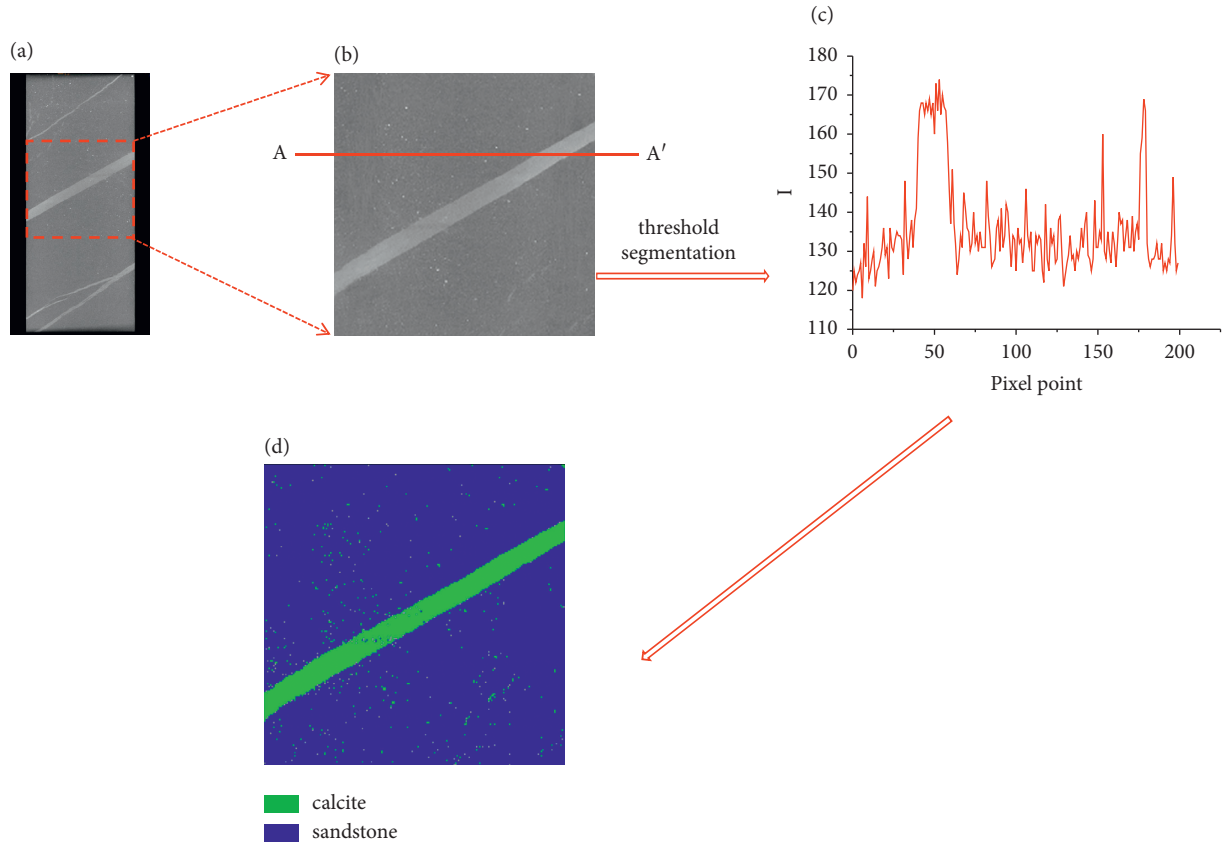 (a)
(b)
A
A′
threshold
segmentation
(c)
180
170
160
150
140
130
120
110
I
0
50
100
150
200
Pixel point
(d)
calcite
sandstone